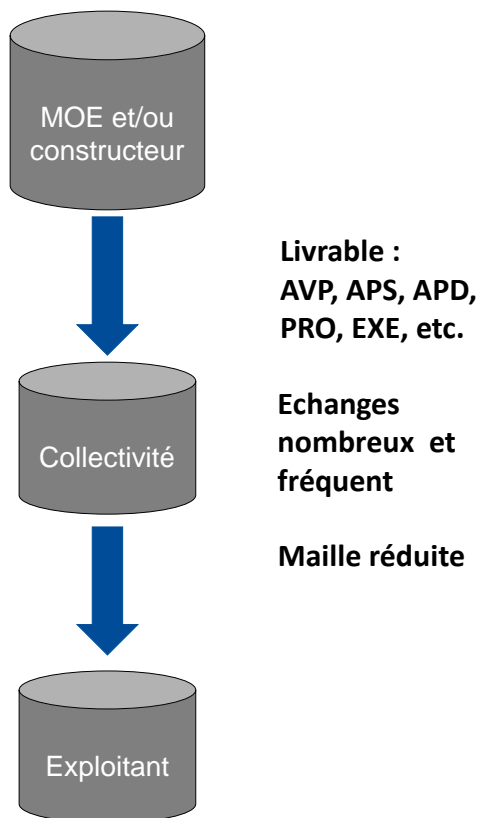 MOE et/ou
constructeur
Livrable :
AVP, APS, APD,
PRO, EXE, etc.
Collectivité
Echanges
nombreux et
fréquent
Maille réduite
Exploitant